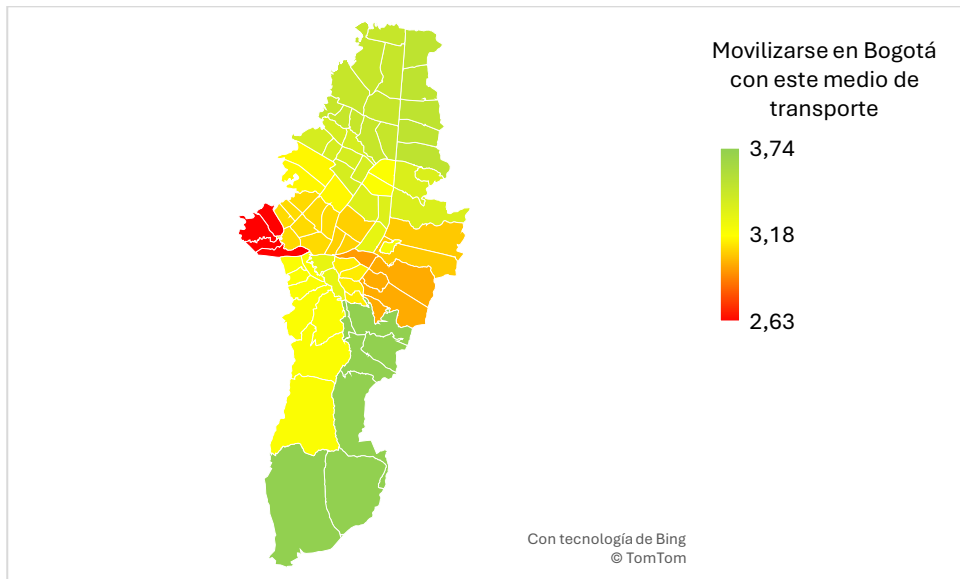 Movilizarse en Bogotá
con este medio de
transporte
3,74
3,18
2,63
Con tecnología de Bing
© TomTom